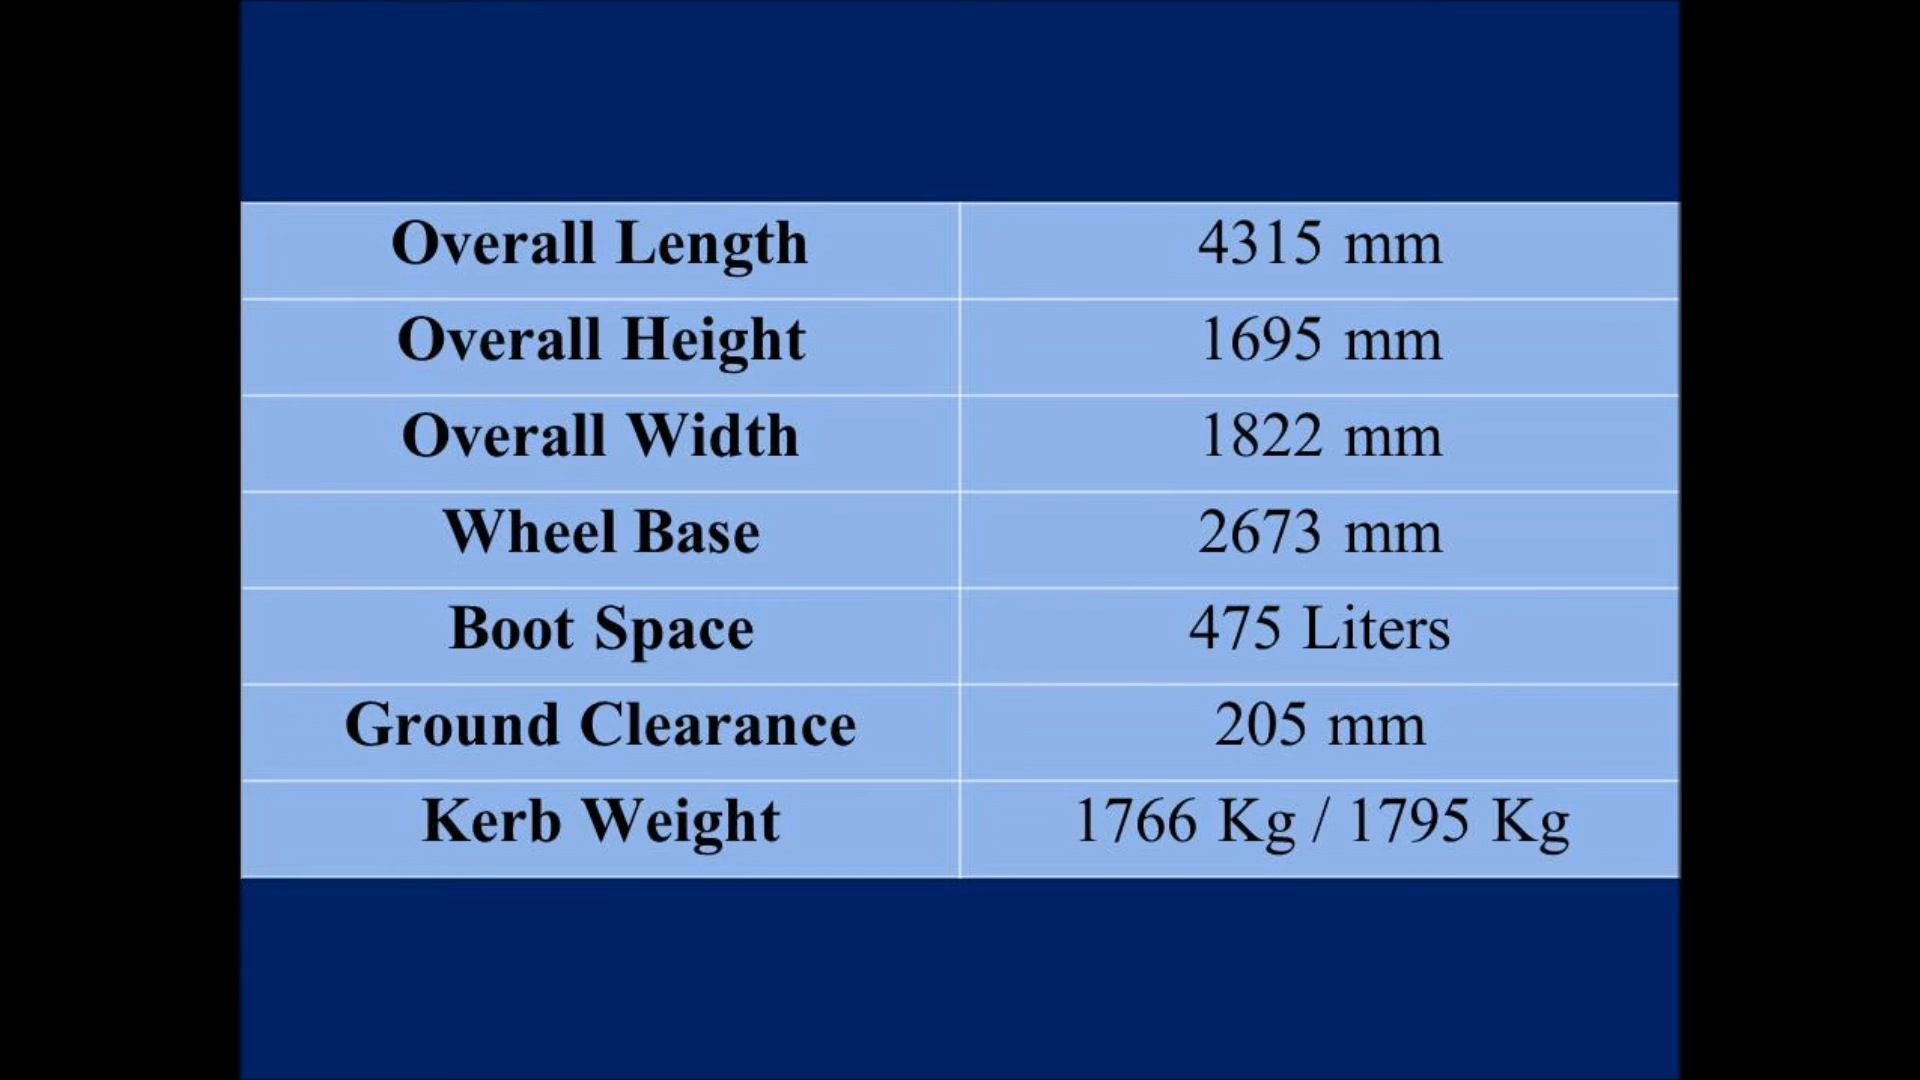 Overall Length 4315 mm
Overall Height 1695 mm
Overall Width 1822 mm
Wheel Base 2673 mm
Boot Space 475 Liters
Ground Clearance 205 mm
Kerb Weight 1766 Kg / 1795 Kg